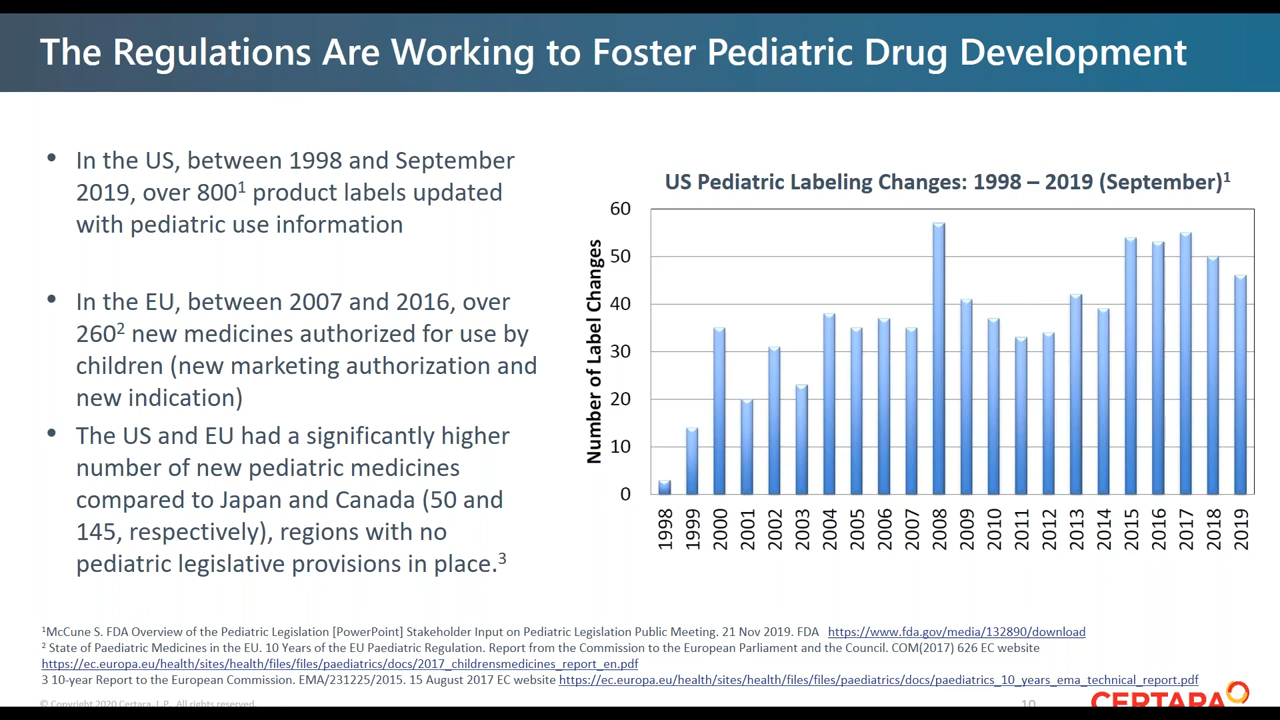 The Regulations Are Working to Foster Pediatric Drug Development
• In the US, between 1998 and September
2019, over 800¹ product labels updated
with pediatric use information
• In the EU, between 2007 and 2016, over
260² new medicines authorized for use by
children (new marketing authorization and
new indication)
• The US and EU had a significantly higher
number of new pediatric medicines
compared to Japan and Canada (50 and
145, respectively), regions with no
pediatric legislative provisions in place.³
US Pediatric Labeling Changes: 1998 – 2019 (September)¹
Number of Label Changes
60
50
40
30
20
10
0
1998 1999 2000 2001 2002 2003 2004 2005 2006 2007 2008 2009 2010 2011 2012 2013 2014 2015 2016 2017 2018 2019
¹McCune S. FDA Overview of the Pediatric Legislation [PowerPoint] Stakeholder Input on Pediatric Legislation Public Meeting. 21 Nov 2019. FDA https://www.fda.gov/media/132890/download
² State of Paediatric Medicines in the EU. 10 Years of the EU Paediatric Regulation. Report from the Commission to the European Parliament and the Council. COM(2017) 626 EC website
https://ec.europa.eu/health/sites/health/files/files/paediatrics/docs/2017_childrensmedicines_report_en.pdf
3 10-year Report to the European Commission. EMA/231225/2015. 15 August 2017 EC website https://ec.europa.eu/health/sites/health/files/files/paediatrics/docs/paediatrics_10_years_ema_technical_report.pdf
© Copyright 2020 Certara, L.P. All rights reserved.
10
CERTARA